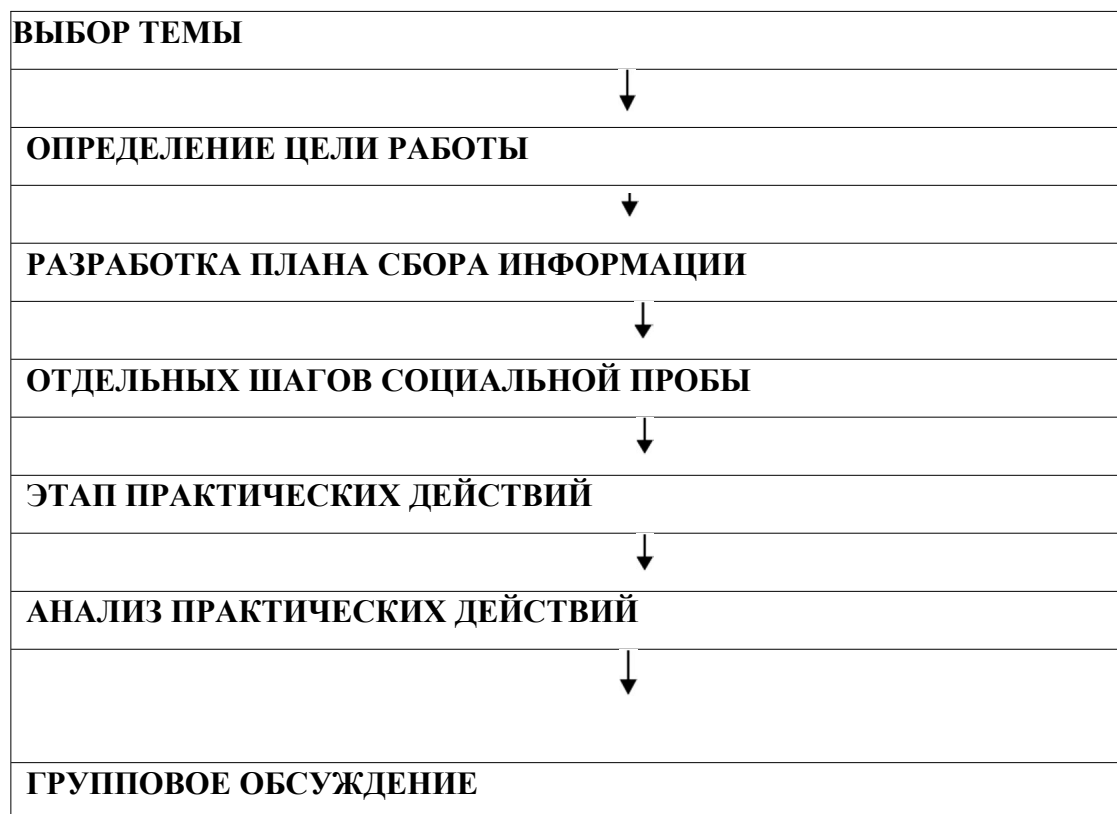 ВЫБОР ТЕМЫ
ОПРЕДЕЛЕНИЕ ЦЕЛИ РАБОТЫ
РАЗРАБОТКА ПЛАНА СБОРА ИНФОРМАЦИИ
ОТДЕЛЬНЫХ ШАГОВ СОЦИАЛЬНОЙ ПРОБЫ
ЭТАП ПРАКТИЧЕСКИХ ДЕЙСТВИЙ
АНАЛИЗ ПРАКТИЧЕСКИХ ДЕЙСТВИЙ
ГРУППОВОЕ ОБСУЖДЕНИЕ